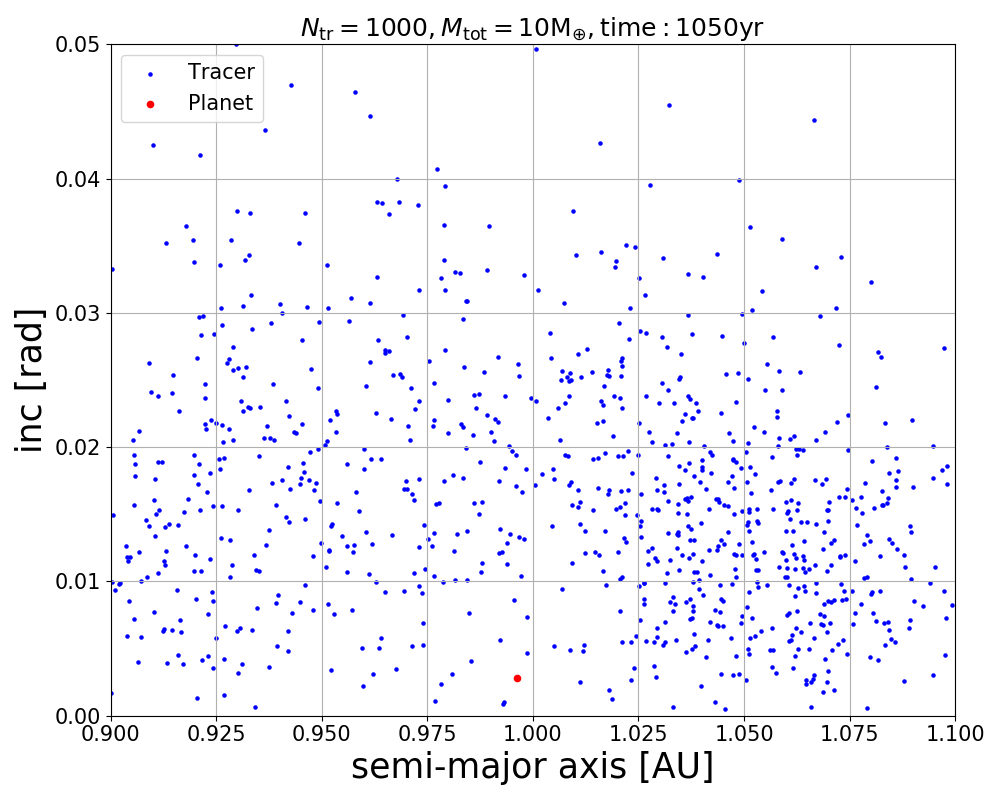 N_tr = 1000, M_tot = 10M_⊕, time : 1050yr
Tracer
Planet
0.05
0.04
0.03
0.02
0.01
0.00
inc [rad]
0.900 0.925 0.950 0.975 1.000 1.025 1.050 1.075 1.100
semi-major axis [AU]